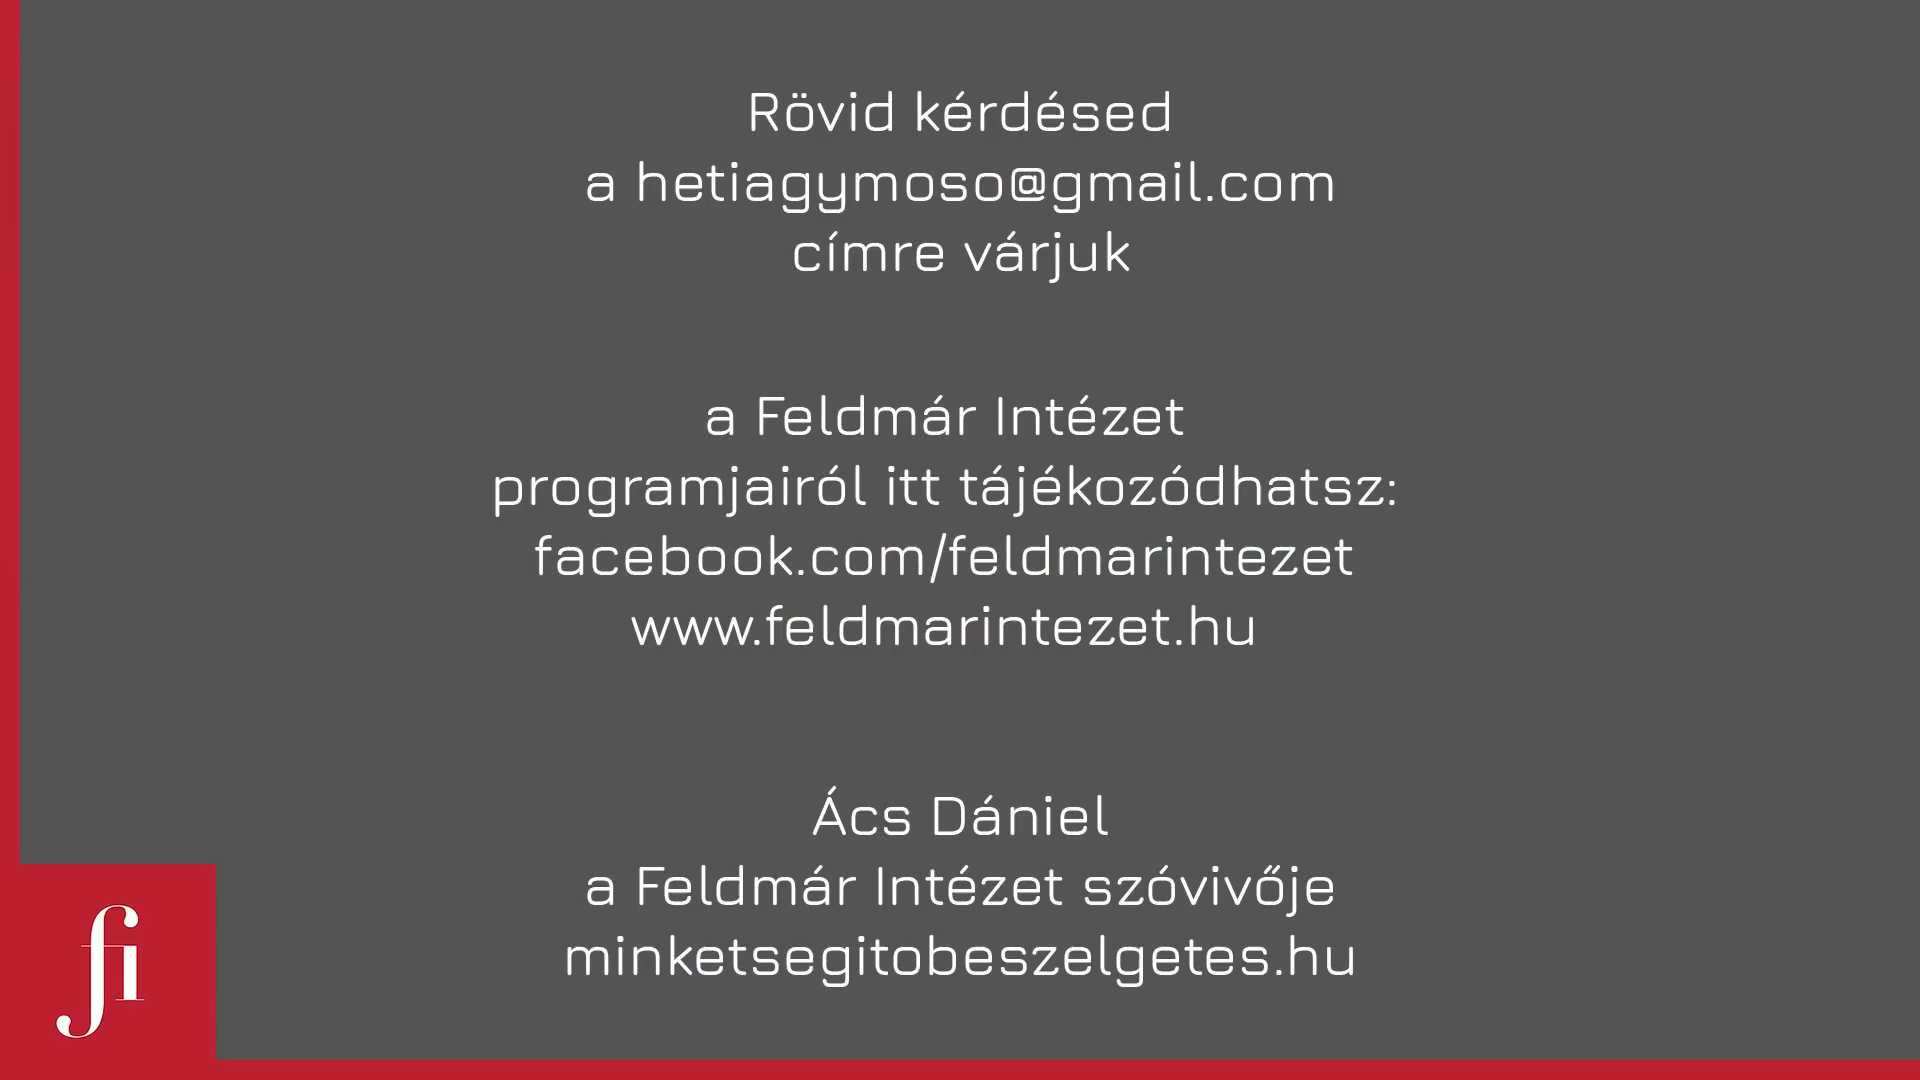 Rövid kérdésed
a hetiagymoso@gmail.com
címre várjuk
a Feldmár Intézet
programjairól itt tájékozódhatsz:
facebook.com/feldmarintezet
www.feldmarintezet.hu
Ács Dániel
a Feldmár Intézet szóvivője
minketsegitobeszelgetes.hu
fi